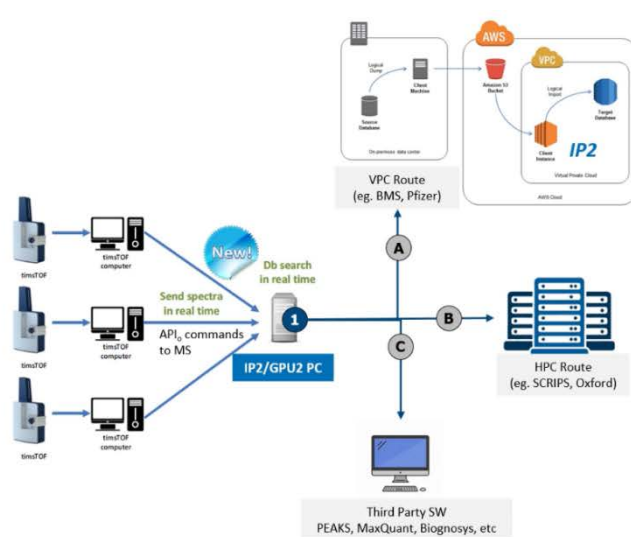 AWS
VPC
Logical
Dump
Client
Machine
Source
Database
On-premises data center
Amazon S3
Bucket
Logical
Import
Target
Database
Client
Instance
IP2
Virtual Private Cloud
AWS Cloud
VPC Route
(eg. BMS, Pfizer)
A
New!
Db search
in real time
timsTOF
timsTOF
computer
Send spectra
in real time
1
B
API₀ commands
to MS
C
timsTOF
timsTOF
computer
IP2/GPU2 PC
HPC Route
(eg. SCRIPS, Oxford)
timsTOF
timsTOF
computer
Third Party SW
PEAKS, MaxQuant, Biognosys, etc